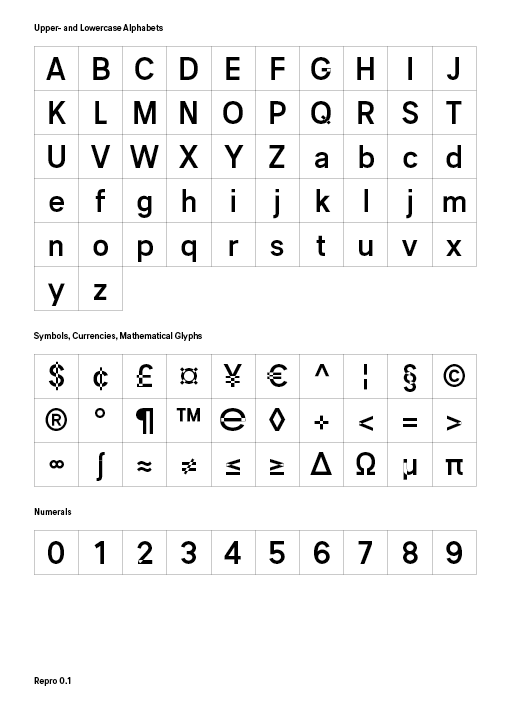 Upper- and Lowercase Alphabets
A B C D E F G H I J
K L M N O P Q R S T
U V W X Y Z a b c d
e f g h i j k l j m
n o p q r s t u v x
y z
Symbols, Currencies, Mathematical Glyphs
$ ¢ £ ¤ ¥ € ^ ¦ § ©
® ° ¶ ™ ℮ ◊ ÷ < = >
∞ ∫ ≈ ≠ ≤ ≥ Δ Ω µ π
Numerals
0 1 2 3 4 5 6 7 8 9
Repro 0.1